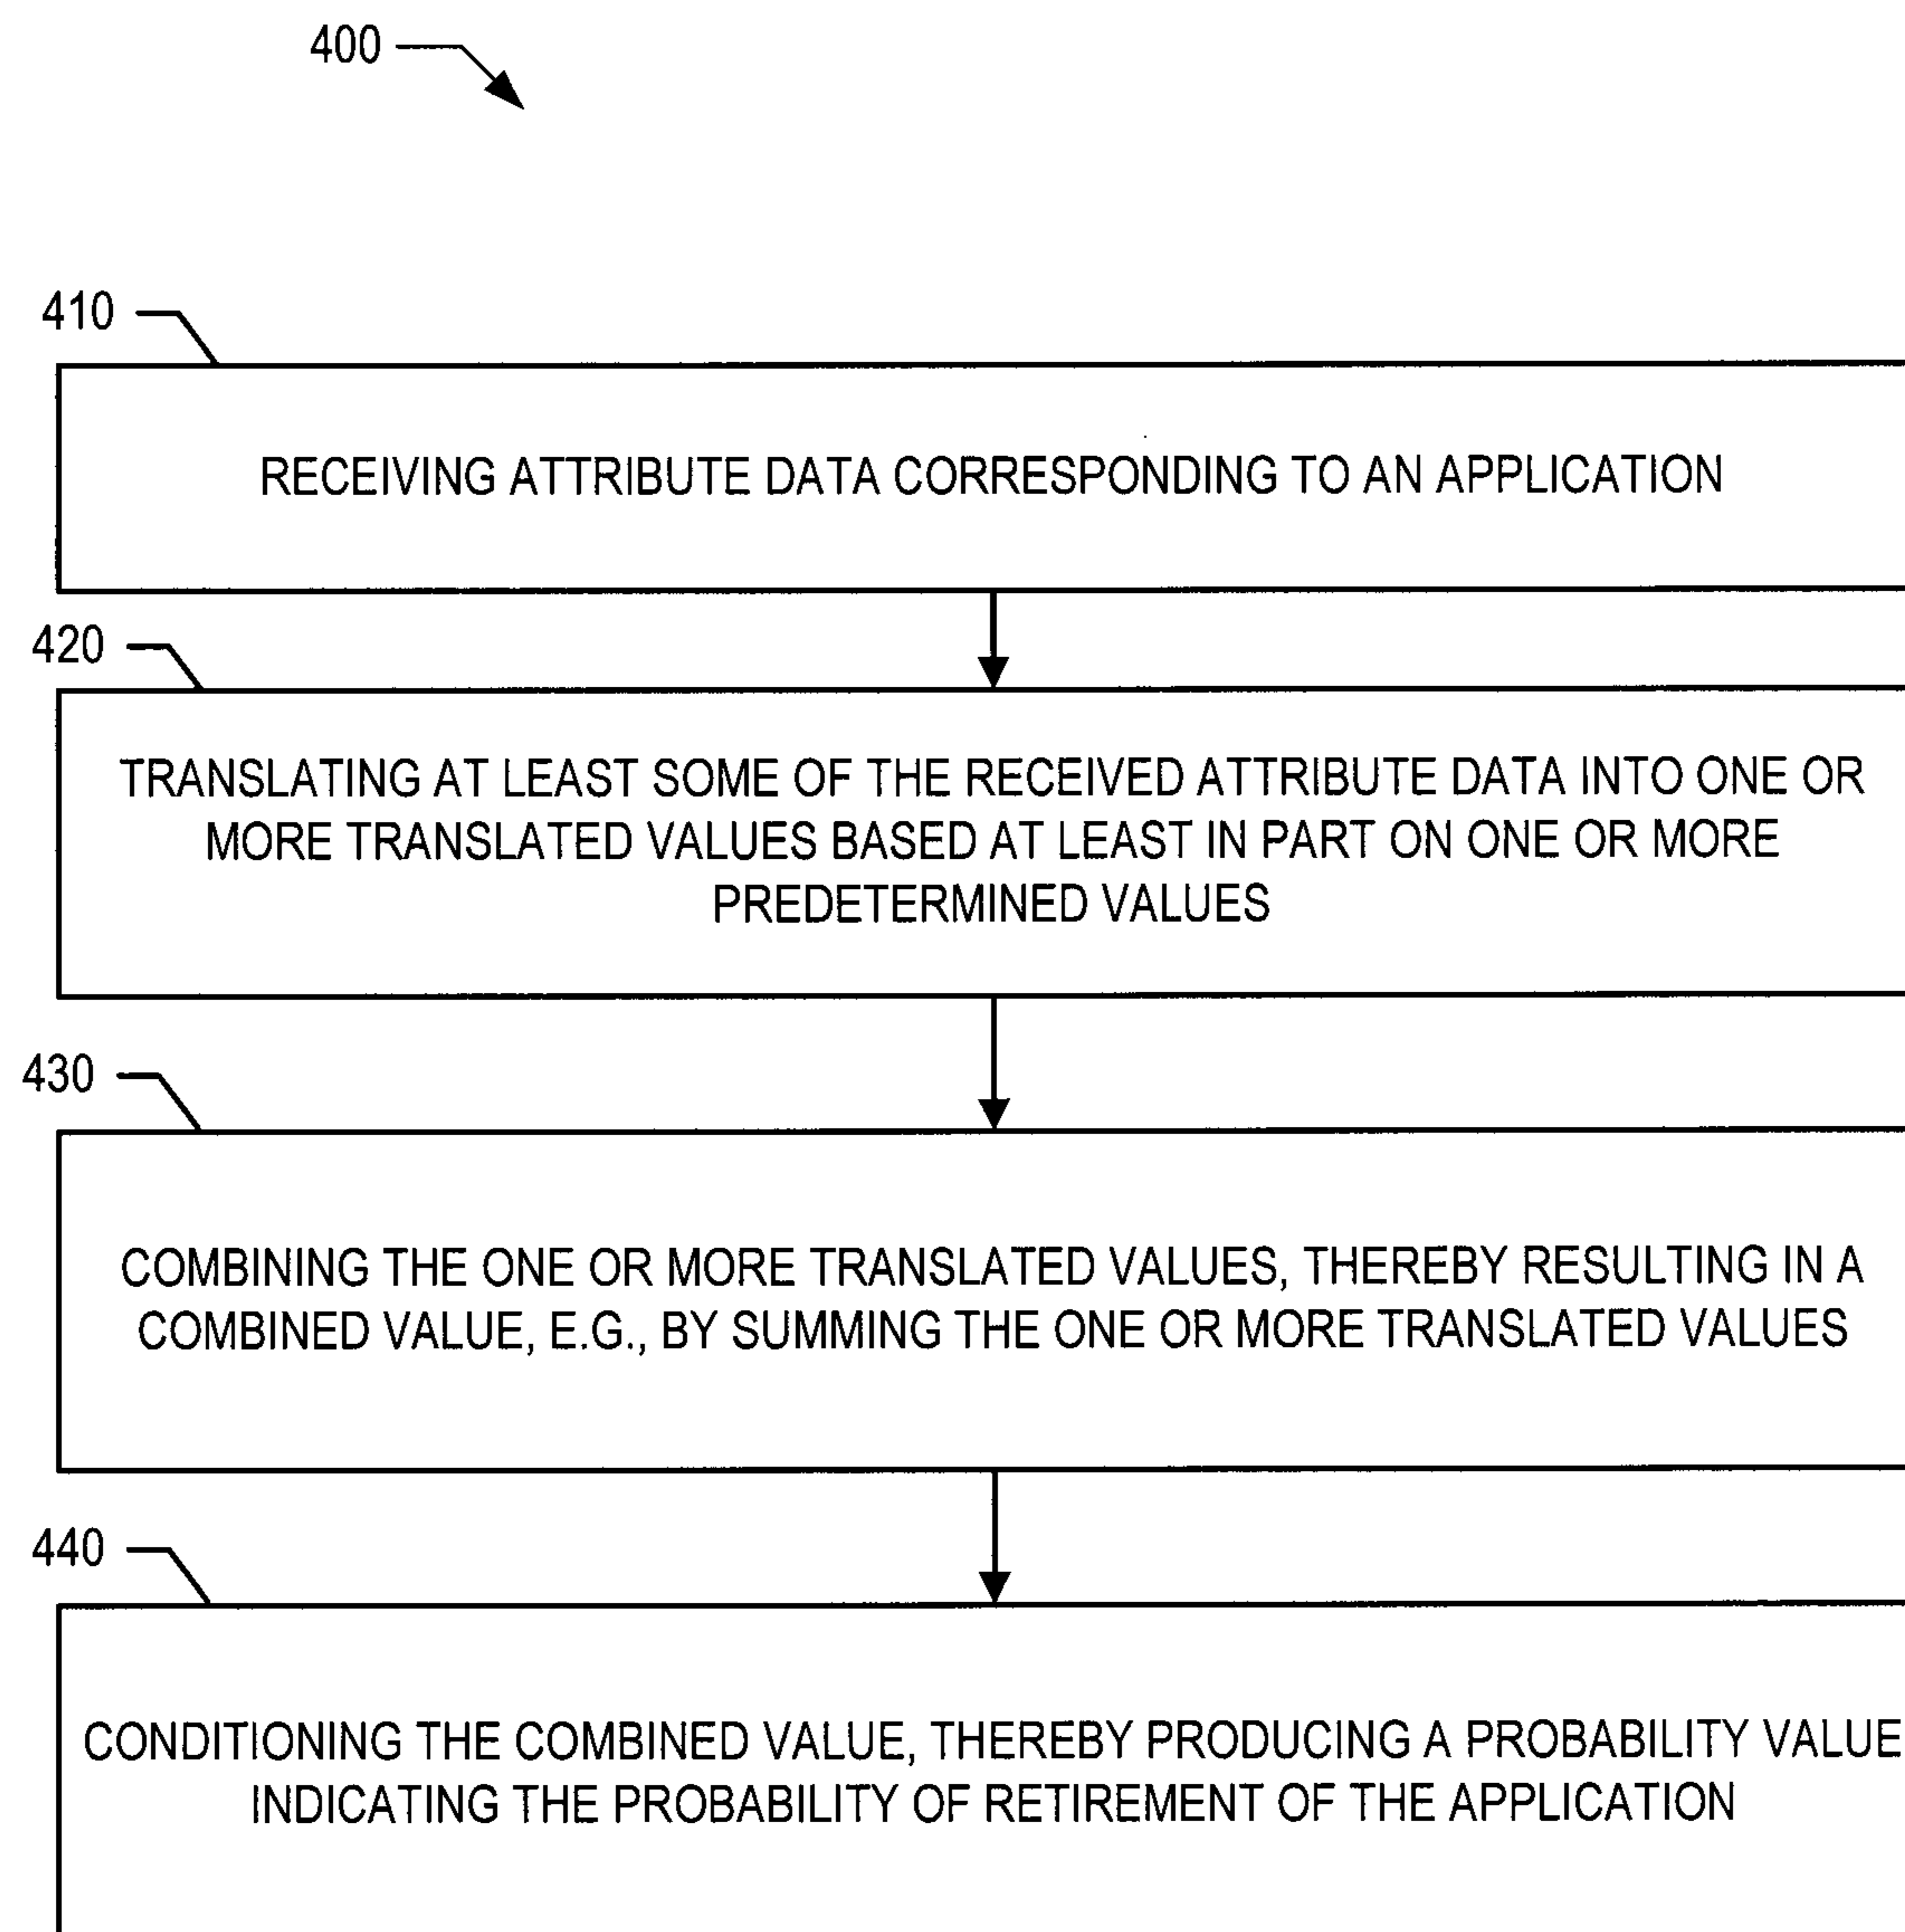 400
410
RECEIVING ATTRIBUTE DATA CORRESPONDING TO AN APPLICATION
420
TRANSLATING AT LEAST SOME OF THE RECEIVED ATTRIBUTE DATA INTO ONE OR
MORE TRANSLATED VALUES BASED AT LEAST IN PART ON ONE OR MORE
PREDETERMINED VALUES
430
COMBINING THE ONE OR MORE TRANSLATED VALUES, THEREBY RESULTING IN A
COMBINED VALUE, E.G., BY SUMMING THE ONE OR MORE TRANSLATED VALUES
440
CONDITIONING THE COMBINED VALUE, THEREBY PRODUCING A PROBABILITY VALUE
INDICATING THE PROBABILITY OF RETIREMENT OF THE APPLICATION